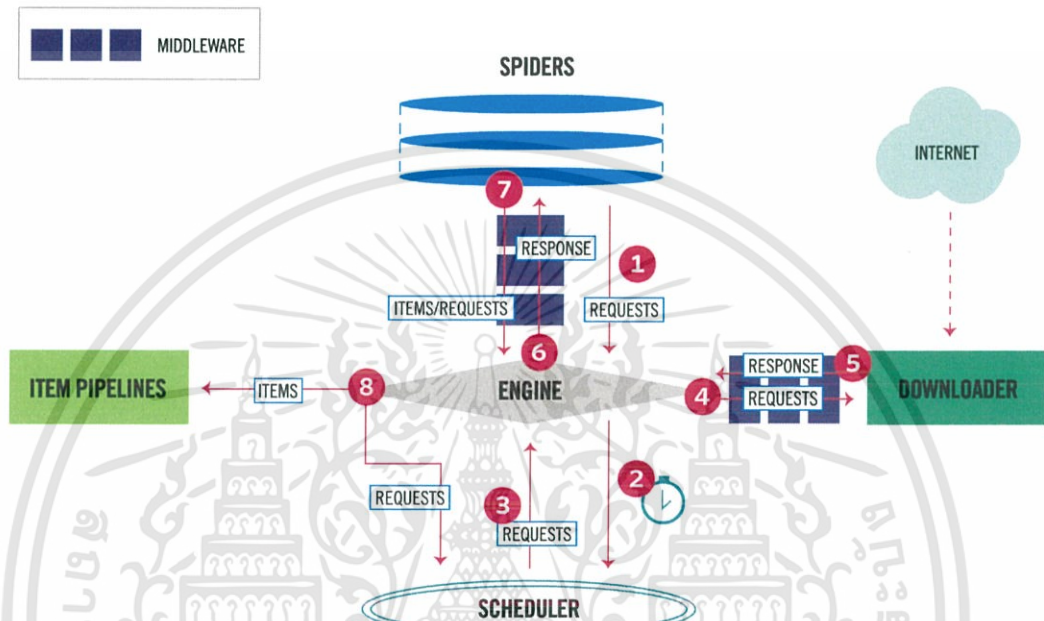 MIDDLEWARE
SPIDERS
INTERNET
7
RESPONSE
1
ITEMS/REQUESTS
REQUESTS
6
RESPONSE
5
ITEM PIPELINES
ITEMS
8
ENGINE
4
REQUESTS
DOWNLOADER
2
REQUESTS
3
REQUESTS
SCHEDULER